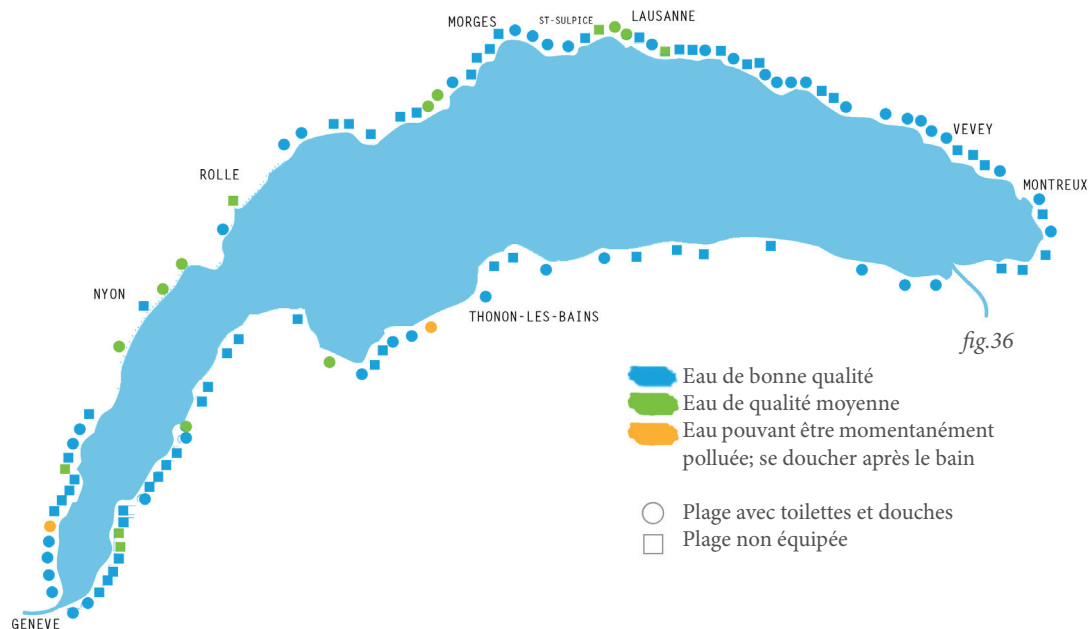 MORGES
ST-SULPICE
LAUSANNE
VEVEY
MONTREUX
ROLLE
NYON
THONON-LES-BAINS
fig.36
Eau de bonne qualité
Eau de qualité moyenne
Eau pouvant être momentanément
polluée; se doucher après le bain
Plage avec toilettes et douches
Plage non équipée
GENEVE